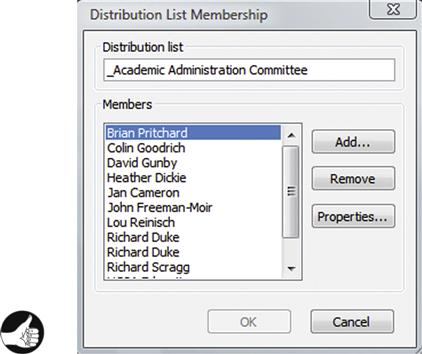 Distribution List Membership
Distribution list
_Academic Administration Committee
Members
Brian Pritchard
Colin Goodrich
David Gunby
Heather Dickie
Jan Cameron
John Freeman-Moir
Lou Reinisch
Richard Duke
Richard Duke
Richard Scragg
Add...
Remove
Properties...
OK
Cancel